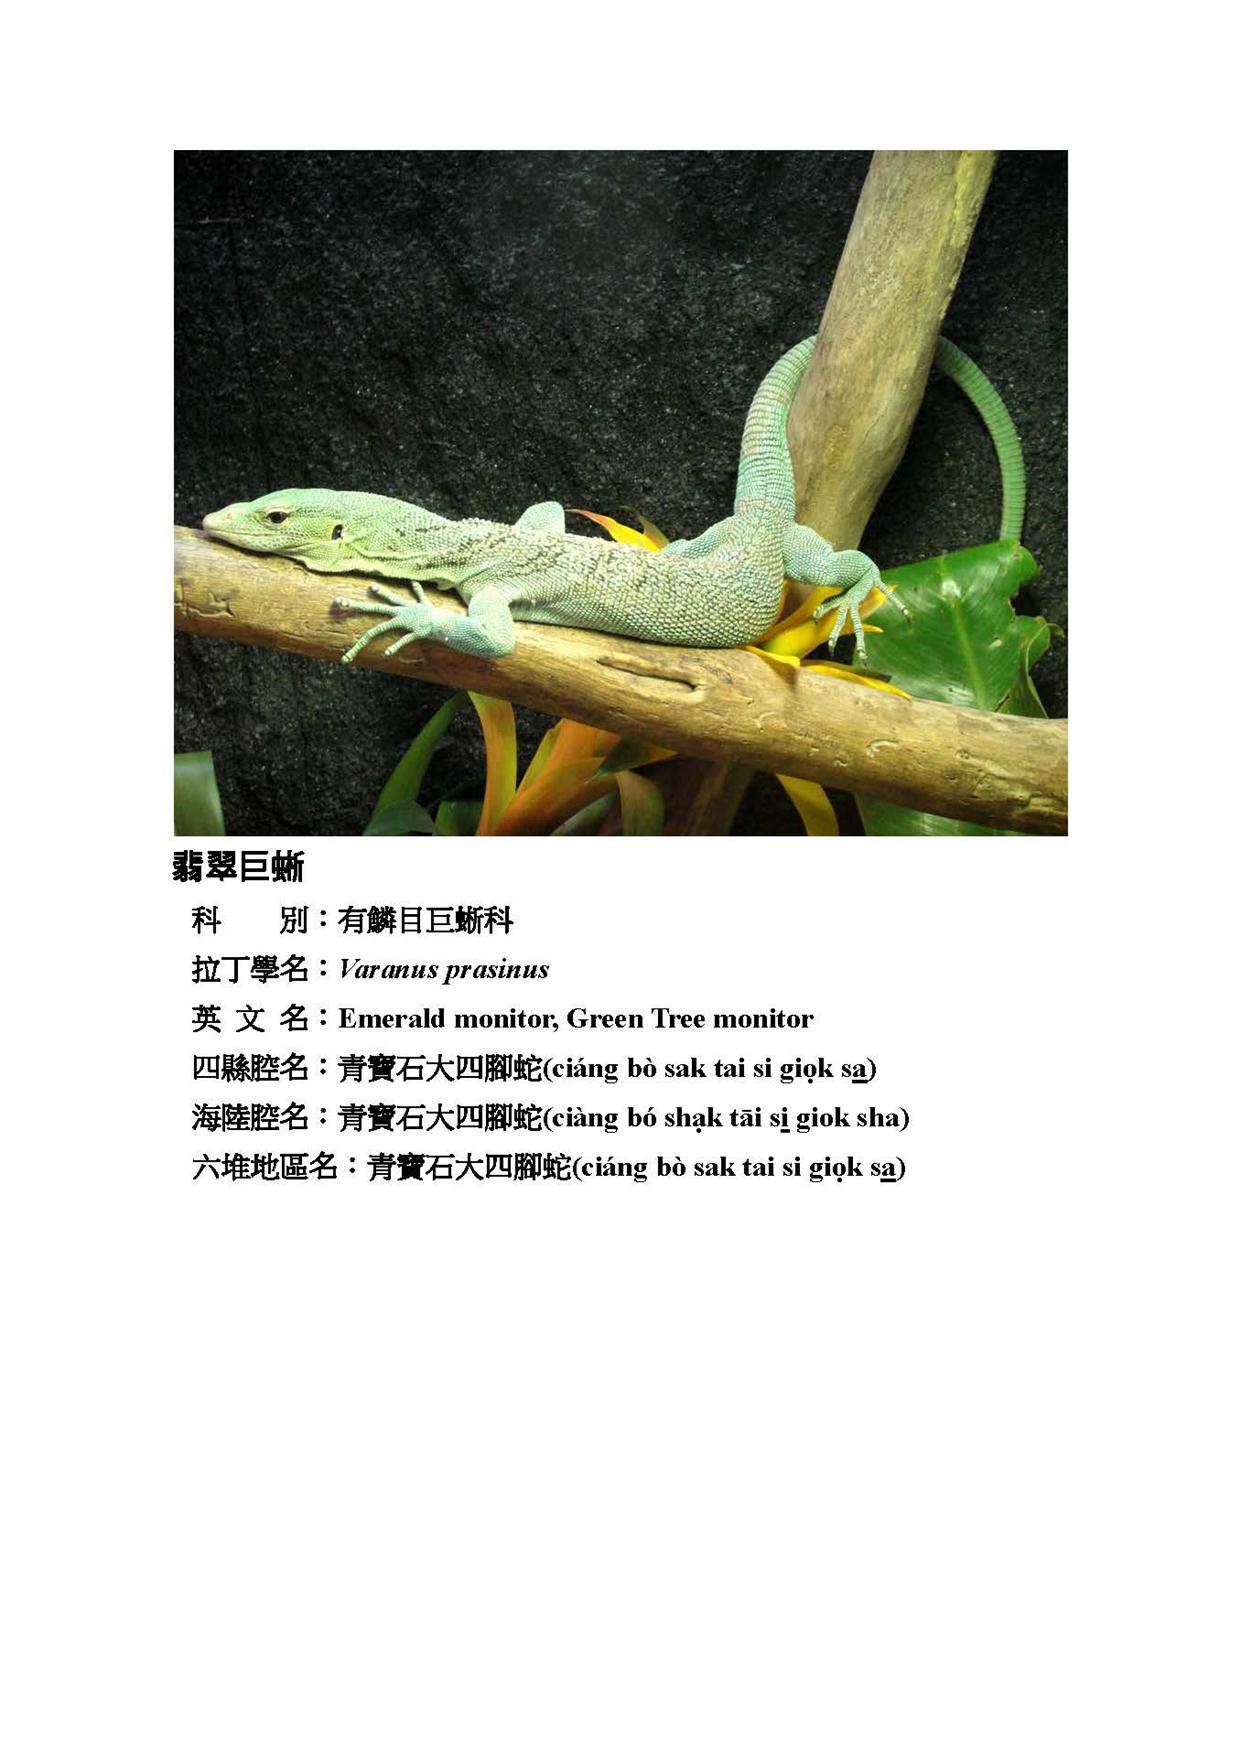 翡翠巨蜥
科　　別：有鱗目巨蜥科
拉丁學名：Varanus prasinus
英 文 名：Emerald monitor, Green Tree monitor
四縣腔名：青寶石大四腳蛇(ciáng bò sak tai si giọk sa̲)
海陸腔名：青寶石大四腳蛇(ciàng bó shạk tāi si̲ giok sha)
六堆地區名：青寶石大四腳蛇(ciáng bò sak tai si giọk sa̲)